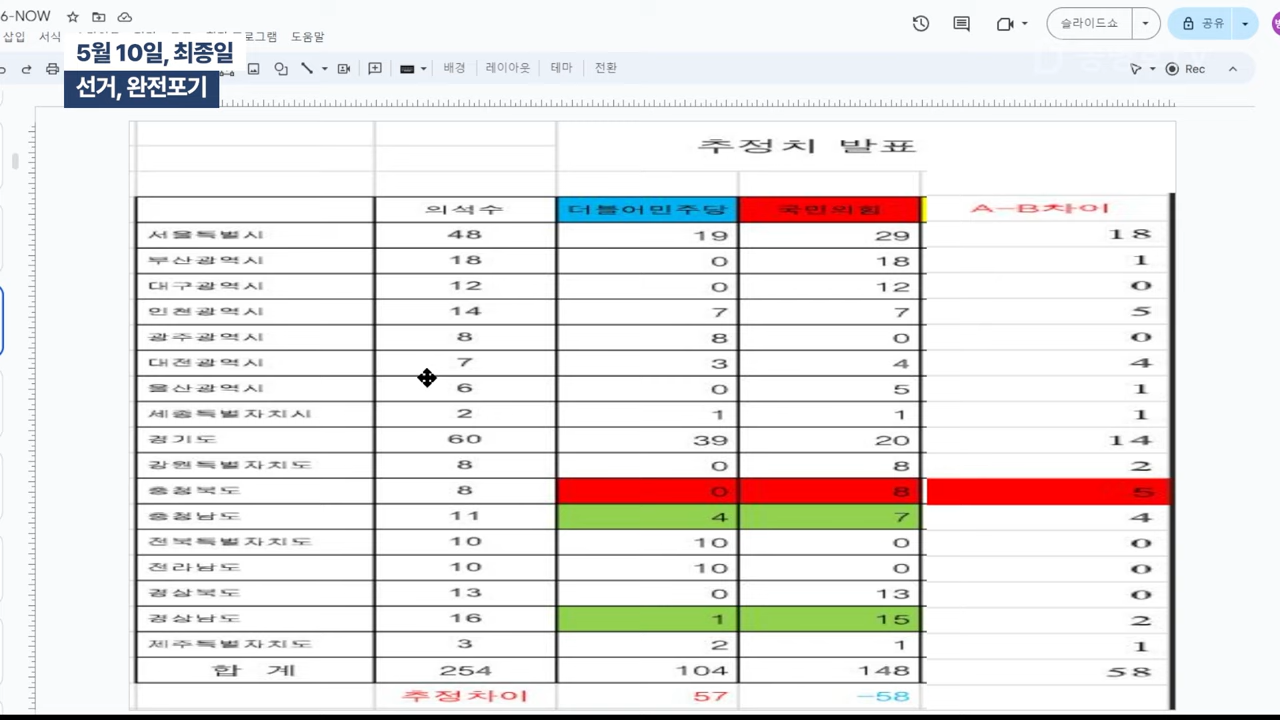 6-NOW
삽입 서식 프로그램 도움말
5월 10일, 최종일
선거, 완전포기
슬라이드쇼
공유
배경 레이아웃 테마 전환
Rec
추정치 발표
의석수 더불어민주당 국민의힘 A-B차이
서울특별시 48 19 29 18
부산광역시 18 0 18 1
대구광역시 12 0 12 0
인천광역시 14 7 7 5
광주광역시 8 8 0 0
대전광역시 7 3 4 4
울산광역시 6 0 5 1
세종특별자치시 2 1 1 1
경기도 60 39 20 14
강원특별자치도 8 0 8 2
충청북도 8 0 8 5
충청남도 11 4 7 4
전북특별자치도 10 10 0 0
전라남도 10 10 0 0
경상북도 13 0 13 0
경상남도 16 1 15 2
제주특별자치도 3 2 1 1
합 계 254 104 148 58
추정차이 57 -58